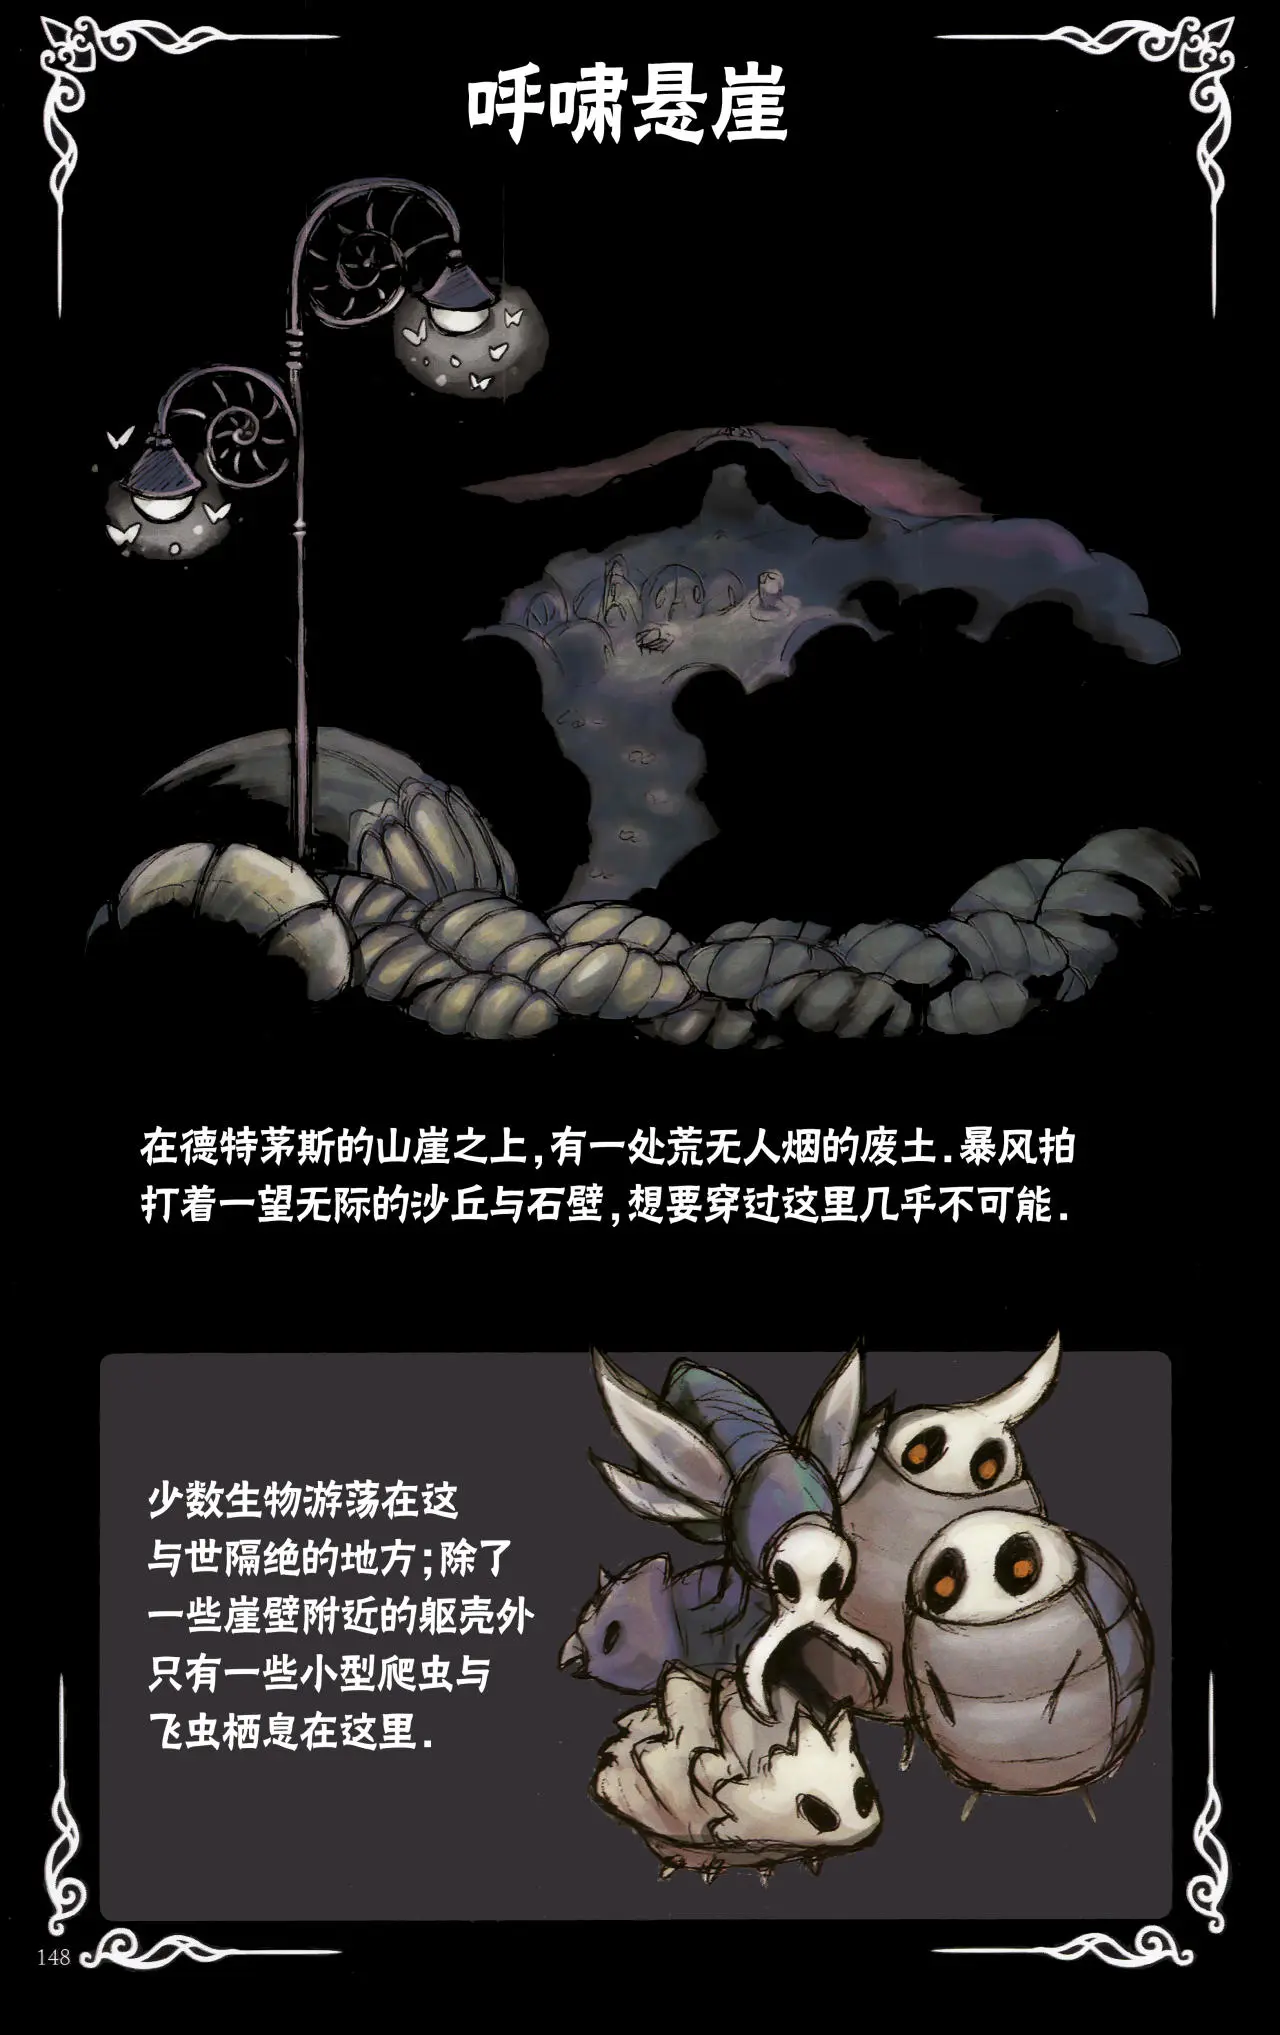 呼啸悬崖
在德特茅斯的山崖之上,有一处荒无人烟的废土.暴风拍
打着一望无际的沙丘与石壁,想要穿过这里几乎不可能.
少数生物游荡在这
与世隔绝的地方;除了
一些崖壁附近的躯壳外
只有一些小型爬虫与
飞虫栖息在这里.
148